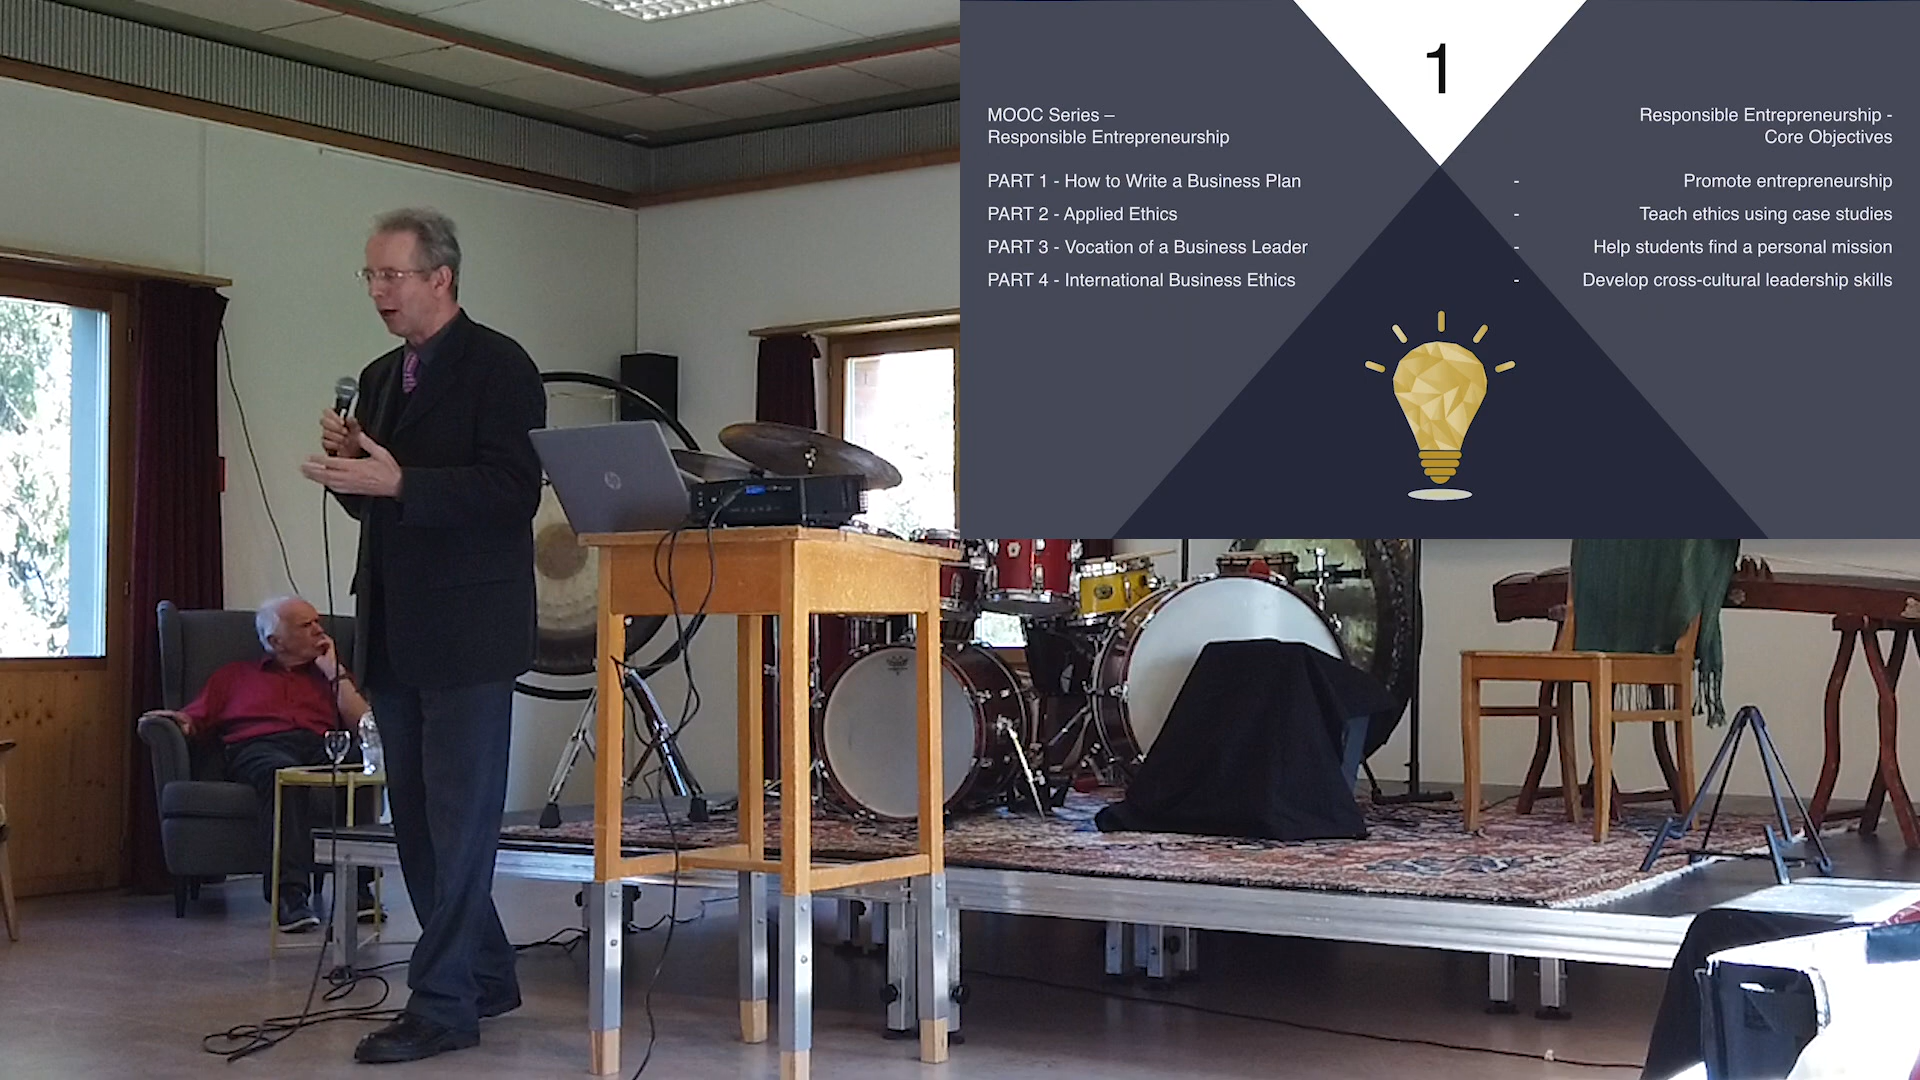 1
MOOC Series –
Responsible Entrepreneurship
PART 1 - How to Write a Business Plan
PART 2 - Applied Ethics
PART 3 - Vocation of a Business Leader
PART 4 - International Business Ethics
Responsible Entrepreneurship -
Core Objectives
- Promote entrepreneurship
- Teach ethics using case studies
- Help students find a personal mission
- Develop cross-cultural leadership skills
hp